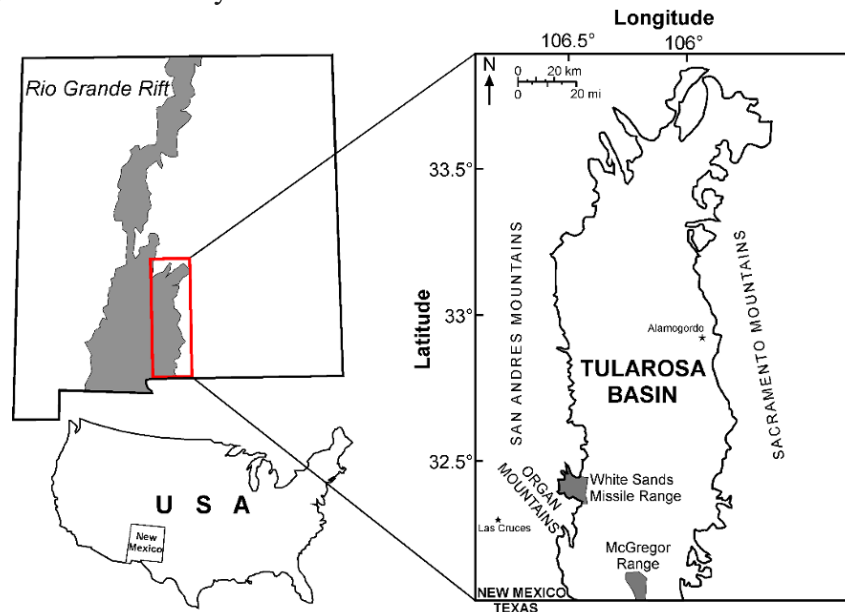 Longitude
106.5° 106°
N
0 20 km
0 20 mi
Rio Grande Rift
33.5°
SAN ANDRES MOUNTAINS
SACRAMENTO MOUNTAINS
Latitude
33°
Alamogordo
TULAROSA
BASIN
32.5°
ORGAN
MOUNTAINS
White Sands
Missile Range
Las Cruces
McGregor
Range
NEW MEXICO
TEXAS
U S A
New
Mexico